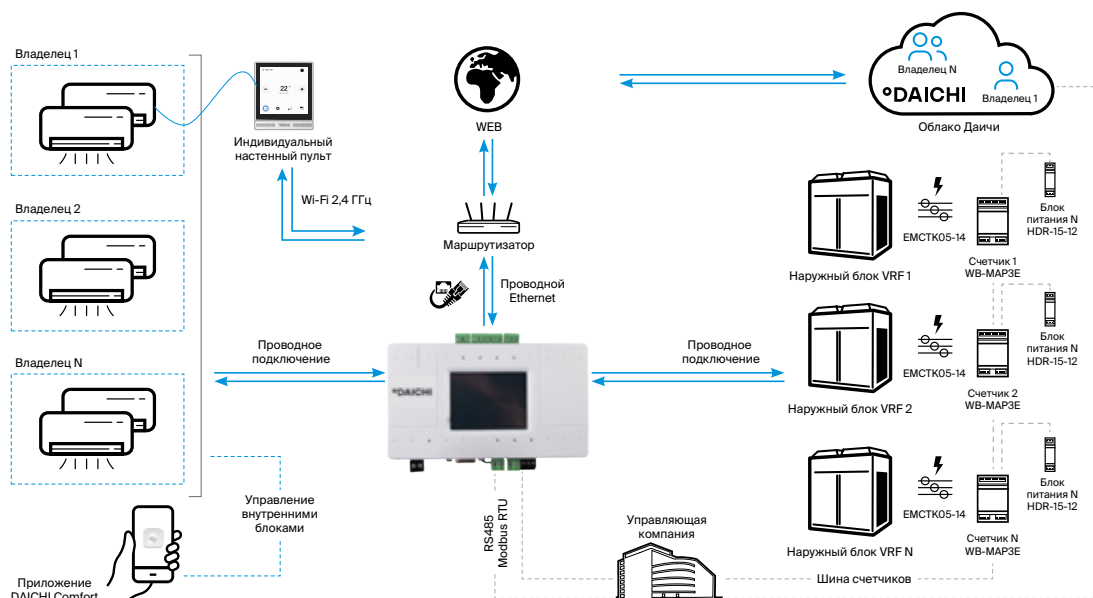 Владелец 1
Индивидуальный
настенный пульт
Wi-Fi 2,4 ГГц
Владелец 2
Владелец N
Проводное
подключение
Управление
внутренними
блоками
Приложение
DAICHI Comfort
WEB
Маршрутизатор
Проводной
Ethernet
°DAICHI
RS485
Modbus RTU
Управляющая
компания
Шина счетчиков
Проводное
подключение
Владелец N
Владелец 1
°DAICHI
Облако Даичи
Наружный блок VRF 1
EMCTK05-14
Счетчик 1
WB-MAP3E
Блок
питания N
HDR-15-12
Наружный блок VRF 2
EMCTK05-14
Счетчик 2
WB-MAP3E
Блок
питания N
HDR-15-12
Наружный блок VRF N
EMCTK05-14
Счетчик N
WB-MAP3E
Блок
питания N
HDR-15-12